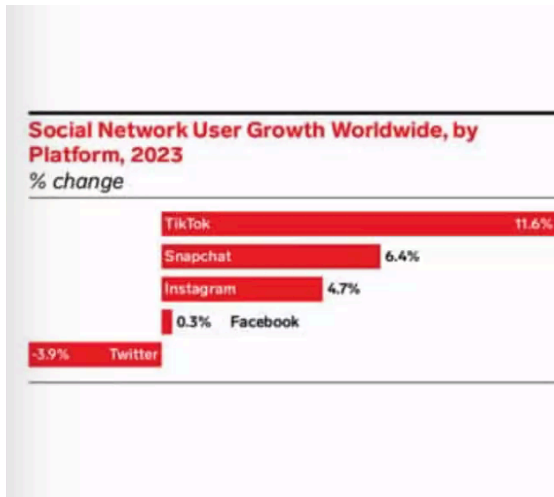 Social Network User Growth Worldwide, by
Platform, 2023
% change
TikTok 11.6%
Snapchat 6.4%
Instagram 4.7%
0.3% Facebook
-3.9% Twitter